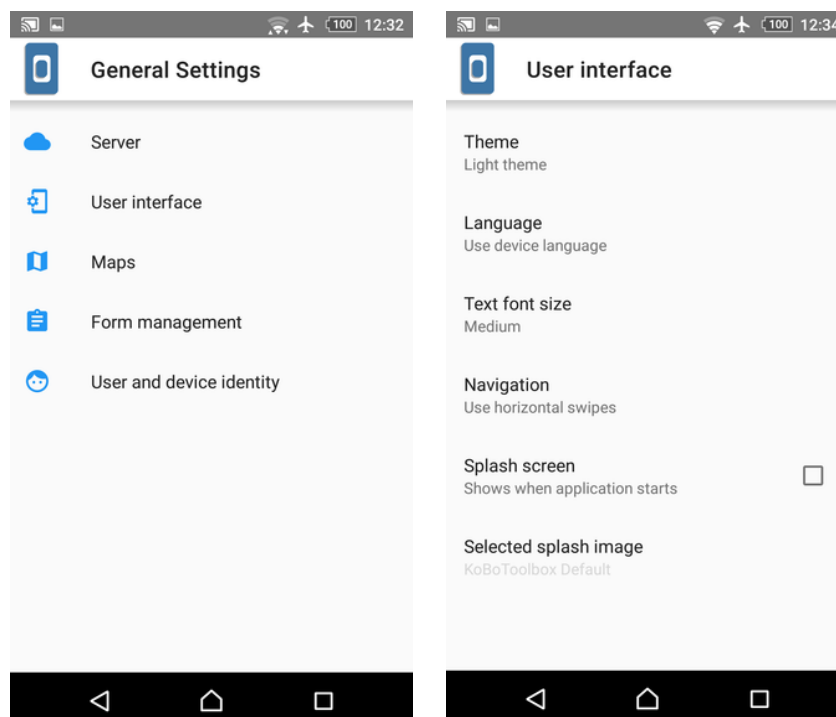 100 12:32
General Settings
Server
User interface
Maps
Form management
User and device identity
100 12:34
User interface
Theme
Light theme
Language
Use device language
Text font size
Medium
Navigation
Use horizontal swipes
Splash screen
Shows when application starts
Selected splash image
KoBoToolbox Default